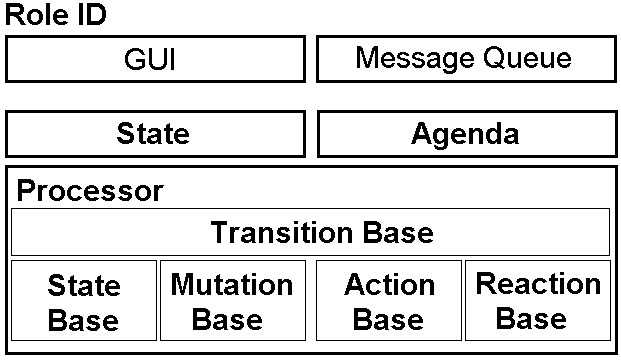 Role ID
GUI
Message Queue
State
Agenda
Processor
Transition Base
State
Base
Mutation
Base
Action
Base
Reaction
Base